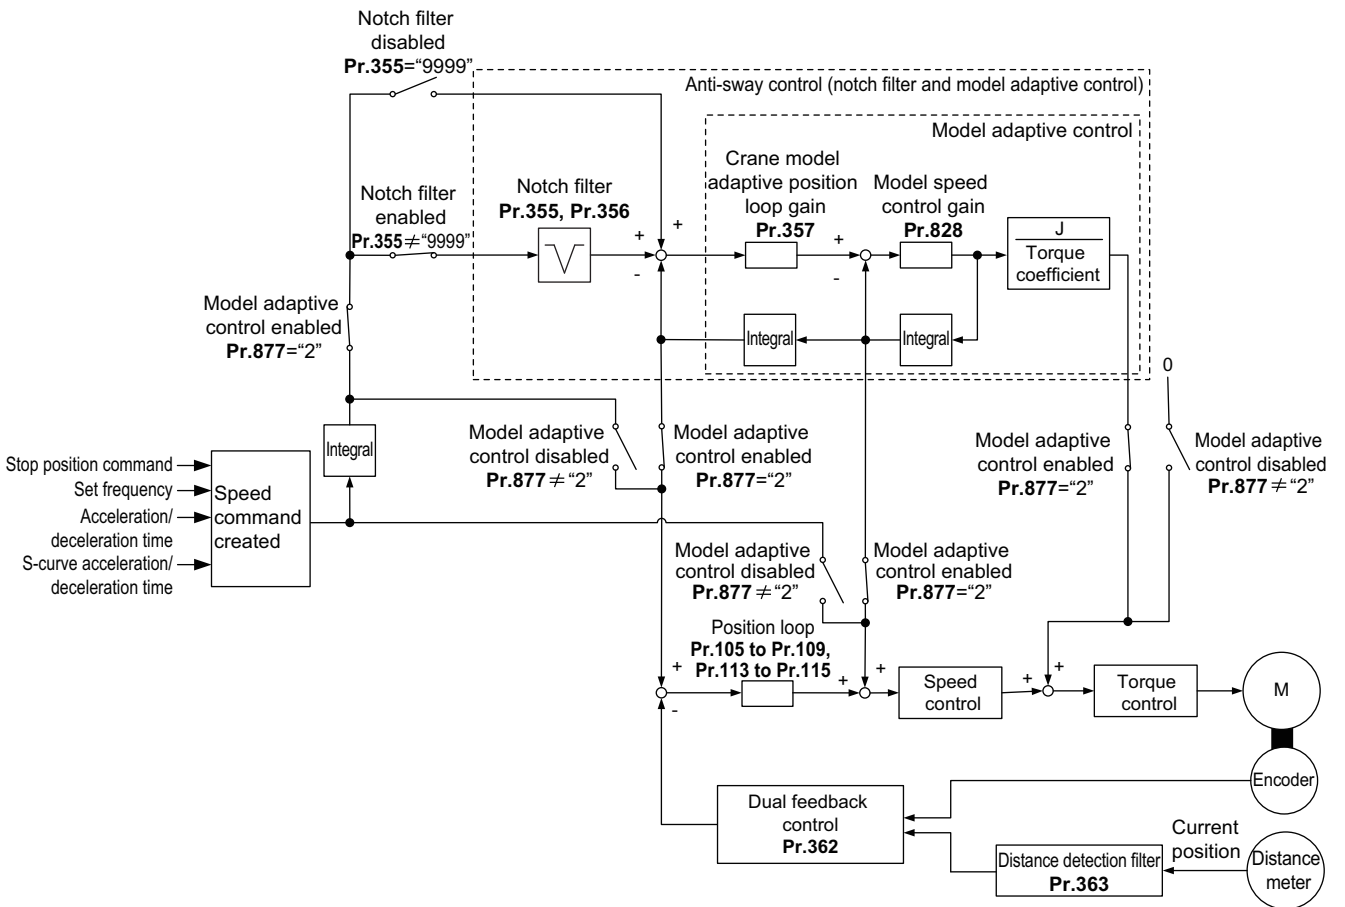 Notch filter
disabled
Pr.355="9999"
Anti-sway control (notch filter and model adaptive control)
Model adaptive control
Crane model
adaptive position
loop gain
Pr.357
Model speed
control gain
Pr.828
Notch filter
Pr.355, Pr.356
Notch filter
enabled
Pr.355≠"9999"
+
+
-
+
-
J
Torque
coefficient
Model adaptive
control enabled
Pr.877="2"
Integral
Integral
0
Integral
Model adaptive
control disabled
Pr.877≠"2"
Model adaptive
control enabled
Pr.877="2"
Model adaptive
control enabled
Pr.877="2"
Model adaptive
control disabled
Pr.877≠"2"
Stop position command
Set frequency
Acceleration/
deceleration time
S-curve acceleration/
deceleration time
Speed
command
created
Model adaptive
control disabled
Pr.877≠"2"
Model adaptive
control enabled
Pr.877="2"
Position loop
Pr.105 to Pr.109,
Pr.113 to Pr.115
+
-
+
+
Speed
control
+
+
Torque
control
M
Encoder
Dual feedback
control
Pr.362
Distance detection filter
Pr.363
Current
position
Distance
meter